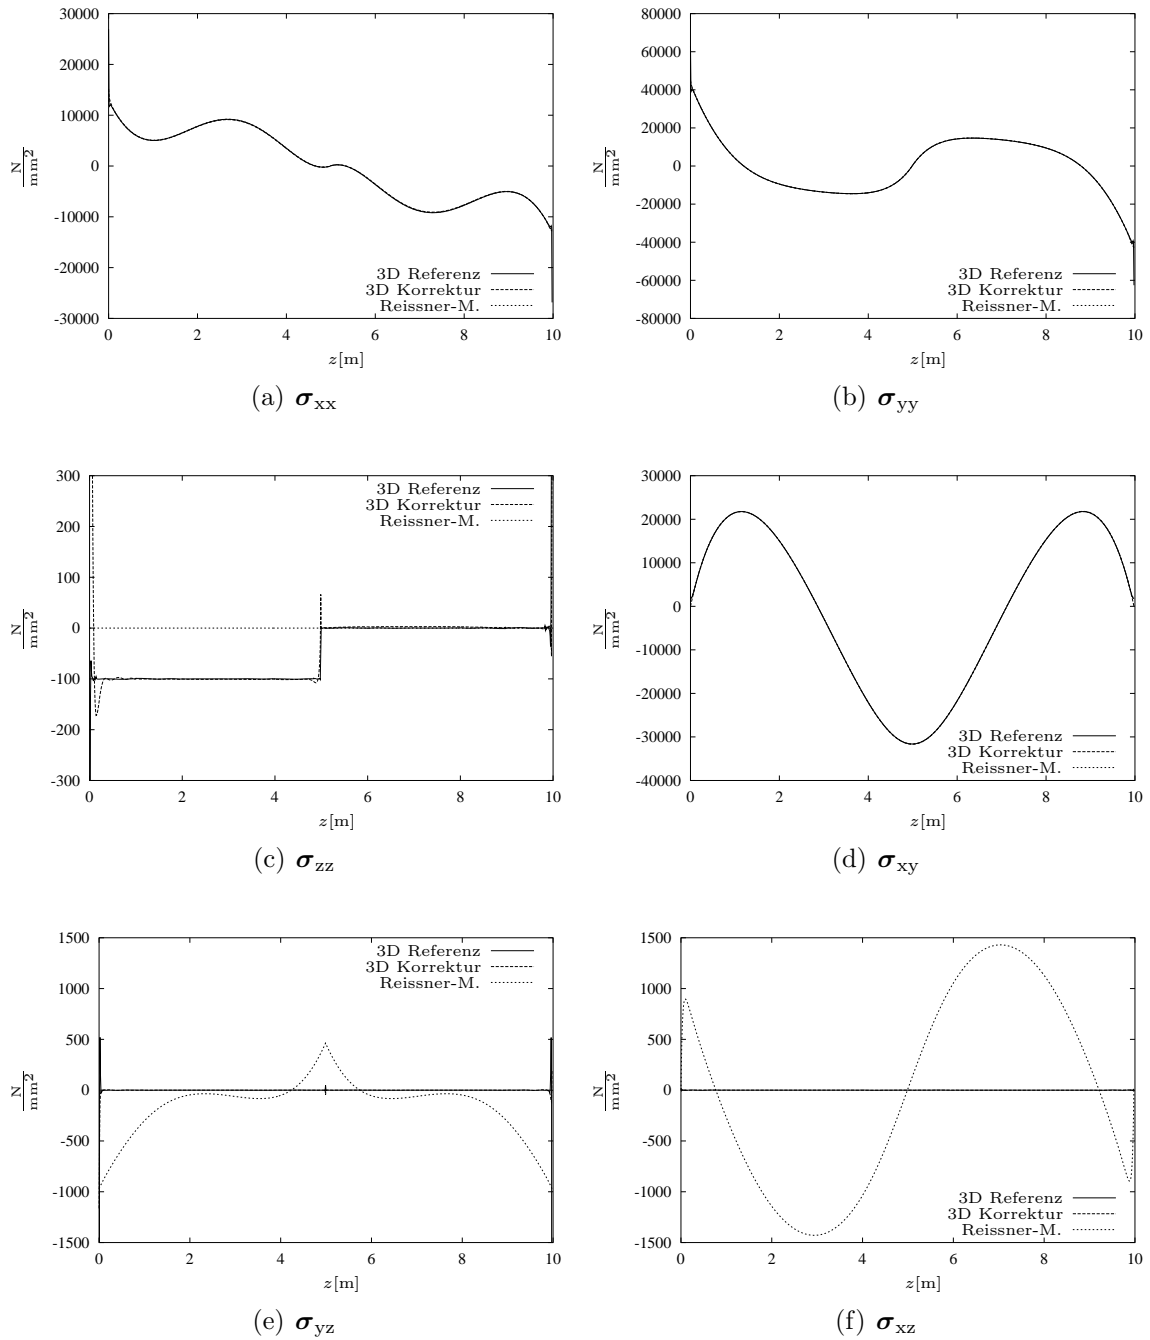 30000
20000
10000
0
-10000
-20000
-30000
N
mm2
3D Referenz
3D Korrektur
Reissner-M.
0 2 4 6 8 10
z[m]
(a) σxx
80000
60000
40000
20000
0
-20000
-40000
-60000
-80000
N
mm2
3D Referenz
3D Korrektur
Reissner-M.
0 2 4 6 8 10
z[m]
(b) σyy
300
200
100
0
-100
-200
-300
N
mm2
3D Referenz
3D Korrektur
Reissner-M.
0 2 4 6 8 10
z[m]
(c) σzz
30000
20000
10000
0
-10000
-20000
-30000
-40000
N
mm2
3D Referenz
3D Korrektur
Reissner-M.
0 2 4 6 8 10
z[m]
(d) σxy
1500
1000
500
0
-500
-1000
-1500
N
mm2
3D Referenz
3D Korrektur
Reissner-M.
0 2 4 6 8 10
z[m]
(e) σyz
1500
1000
500
0
-500
-1000
-1500
N
mm2
3D Referenz
3D Korrektur
Reissner-M.
0 2 4 6 8 10
z[m]
(f) σxz